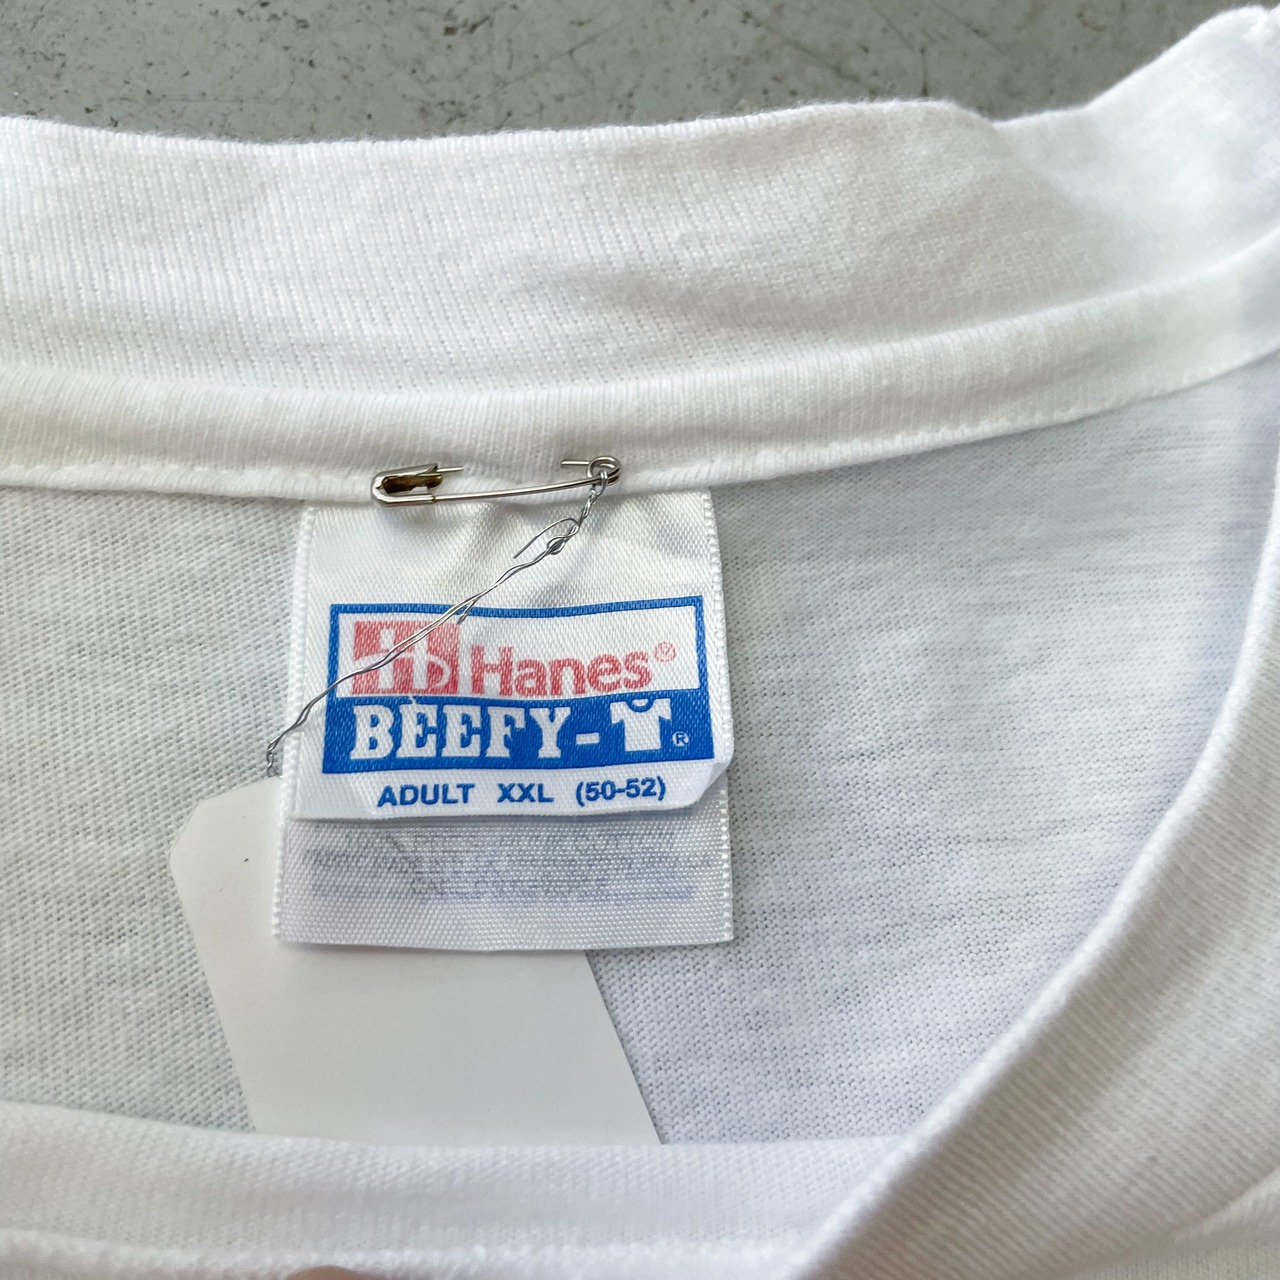 Hanes®
BEEFY-T®
ADULT XXL (50-52)